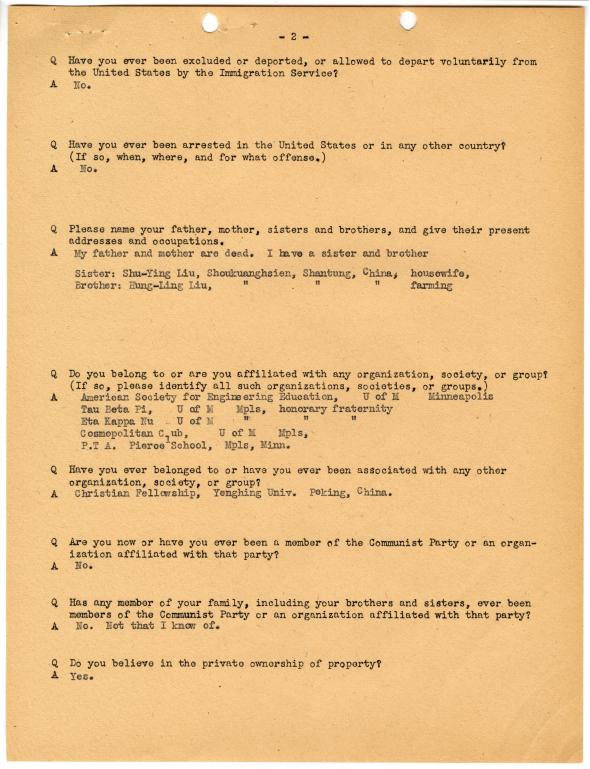 - 2 -
Q Have you ever been excluded or deported, or allowed to depart voluntarily from
the United States by the Immigration Service?
A No.
Q Have you ever been arrested in the United States or in any other country?
(If so, when, where, and for what offense.)
A No.
Q Please name your father, mother, sisters and brothers, and give their present
addresses and occupations.
A My father and mother are dead. I have a sister and brother
Sister: Shu-Ying Liu, Shoukuanghsien, Shantung, China, housewife,
Brother: Hung-Ling Liu, " " " farming
Q Do you belong to or are you affiliated with any organization, society, or group?
(If so, please identify all such organizations, societies, or groups.)
A American Society for Engineering Education, U of M Minneapolis
Tau Beta Pi, U of M Mpls, honorary fraternity
Eta Kappa Nu U of M " " "
Cosmopolitan Club, U of M Mpls,
P.T A. Pierce School, Mpls, Minn.
Q Have you ever belonged to or have you ever been associated with any other
organization, society, or group?
A Christian Fellowship, Yenghing Univ. Peking, China.
Q Are you now or have you ever been a member of the Communist Party or an organ-
ization affiliated with that party?
A No.
Q Has any member of your family, including your brothers and sisters, ever been
members of the Communist Party or an organization affiliated with that party?
A No. Not that I know of.
Q Do you believe in the private ownership of property?
A Yes.